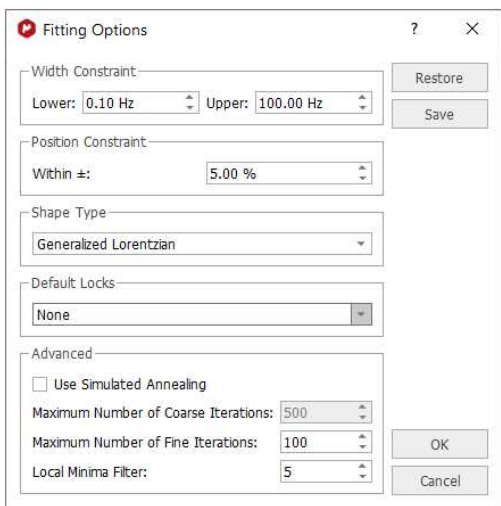 Fitting Options ?
Width Constraint
Lower: 0.10 Hz Upper: 100.00 Hz
Restore
Save
Position Constraint
Within ±: 5.00 %
Shape Type
Generalized Lorentzian
Default Locks
None
Advanced
Use Simulated Annealing
Maximum Number of Coarse Iterations: 500
Maximum Number of Fine Iterations: 100
Local Minima Filter: 5
OK
Cancel